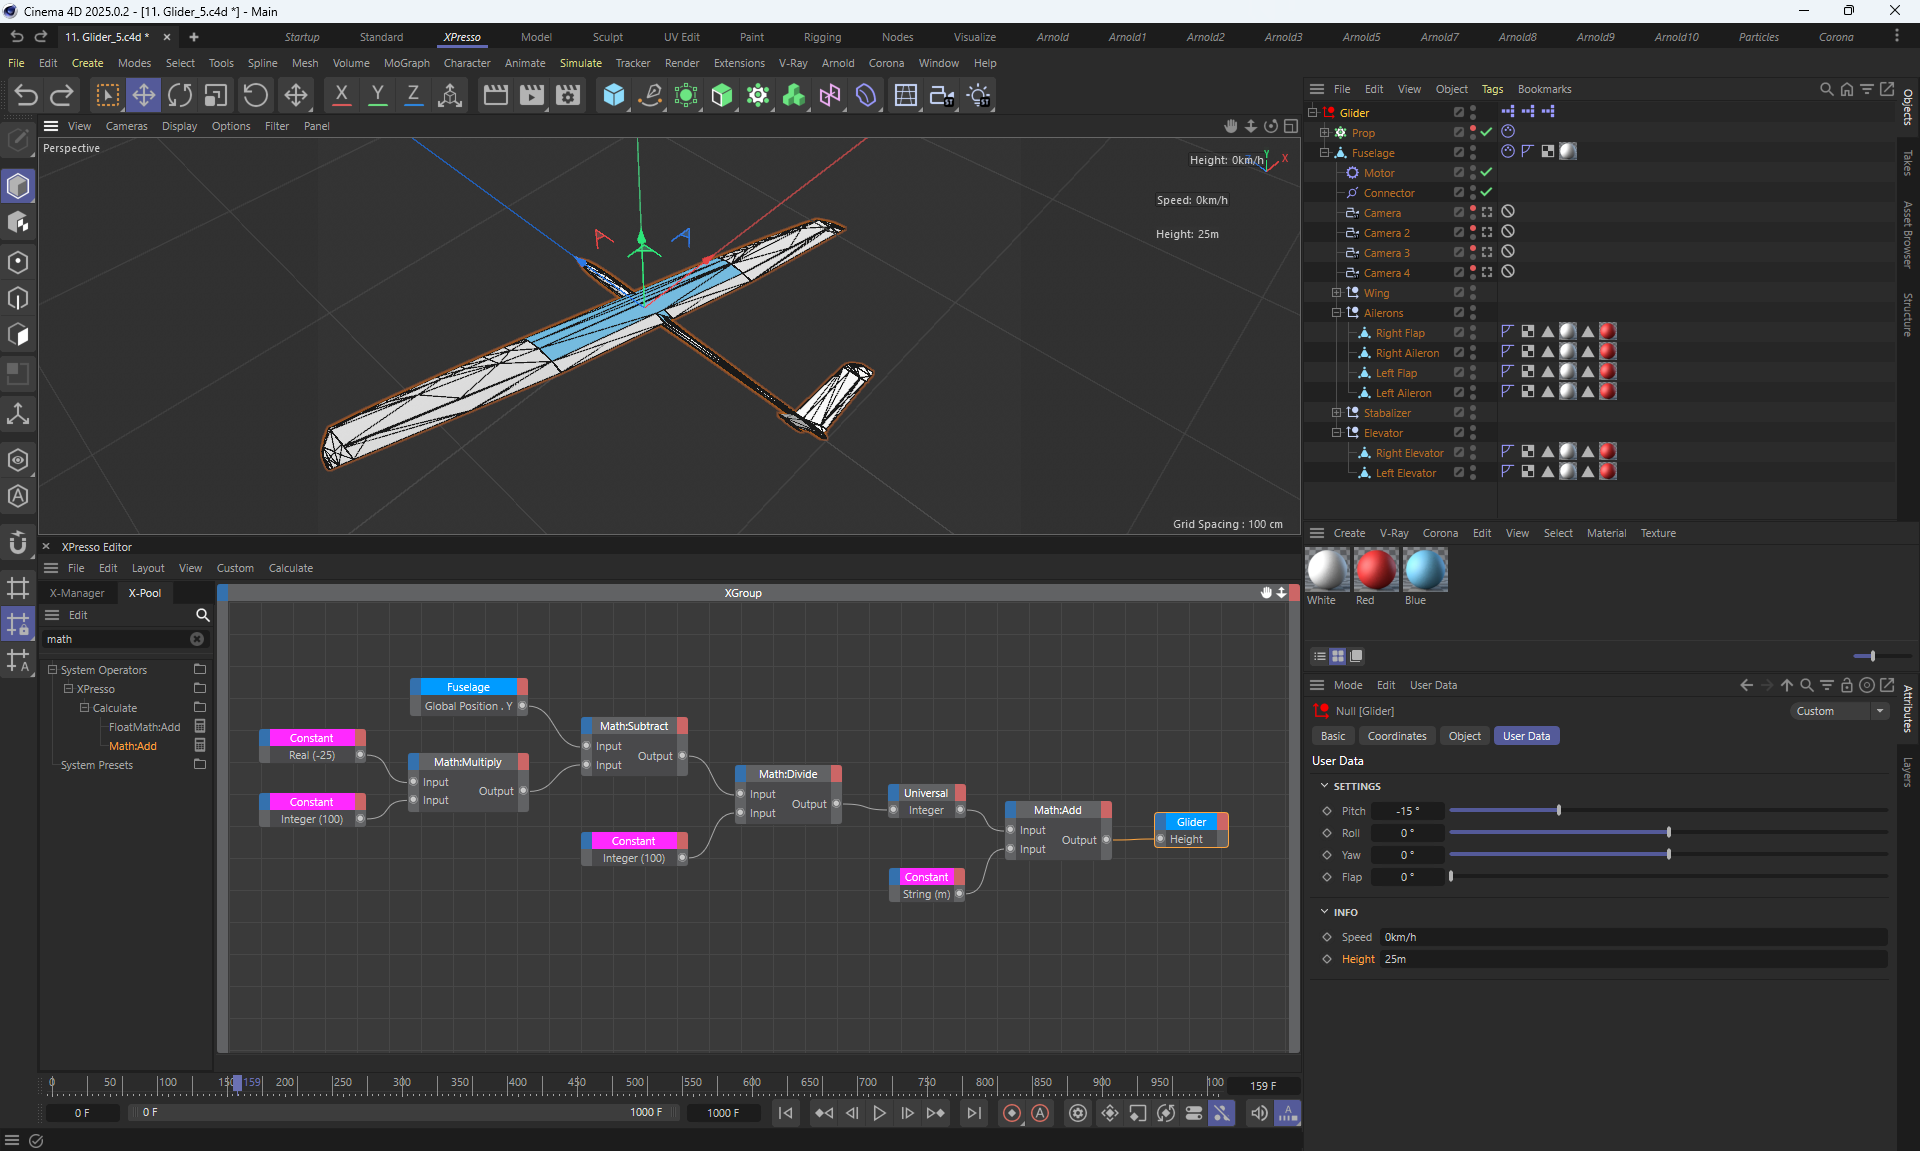 Cinema 4D 2025.0.2 - [11. Glider_5.c4d *] - Main
11. Glider_5.c4d *
Startup Standard XPresso Model Sculpt UV Edit Paint Rigging Nodes Visualize Arnold Arnold1 Arnold2 Arnold3 Arnold5 Arnold7 Arnold8 Arnold9 Arnold10 Particles Corona
File Edit Create Modes Select Tools Spline Mesh Volume MoGraph Character Animate Simulate Tracker Render Extensions V-Ray Arnold Corona Window Help
X Y Z
ST ST
View Cameras Display Options Filter Panel
Perspective
Height: 0km/h
Y
X
Speed: 0km/h
Height: 25m
Grid Spacing : 100 cm
XPresso Editor
File Edit Layout View Custom Calculate
X-Manager X-Pool
Edit
math
System Operators
XPresso
Calculate
FloatMath:Add
Math:Add
System Presets
XGroup
Fuselage
Global Position . Y
Constant
Real (-25)
Constant
Integer (100)
Math:Multiply
Input
Output
Input
Math:Subtract
Input
Output
Input
Constant
Integer (100)
Math:Divide
Input
Output
Input
Universal
Integer
Constant
String (m)
Math:Add
Input
Output
Input
Glider
Height
0 50 100 150 159 200 250 300 350 400 450 500 550 600 650 700 750 800 850 900 950 100
159 F
0 F
0 F
1000 F
1000 F
File Edit View Object Tags Bookmarks
Glider
Prop
Fuselage
Motor
Connector
Camera
Camera 2
Camera 3
Camera 4
Wing
Ailerons
Right Flap
Right Aileron
Left Flap
Left Aileron
Stabalizer
Elevator
Right Elevator
Left Elevator
Objects
Takes
Asset Browser
Structure
Create V-Ray Corona Edit View Select Material Texture
White Red Blue
Mode Edit User Data
Null [Glider]
Custom
Basic Coordinates Object User Data
User Data
SETTINGS
Pitch -15 °
Roll 0 °
Yaw 0 °
Flap 0 °
INFO
Speed 0km/h
Height 25m
Attributes
Layers